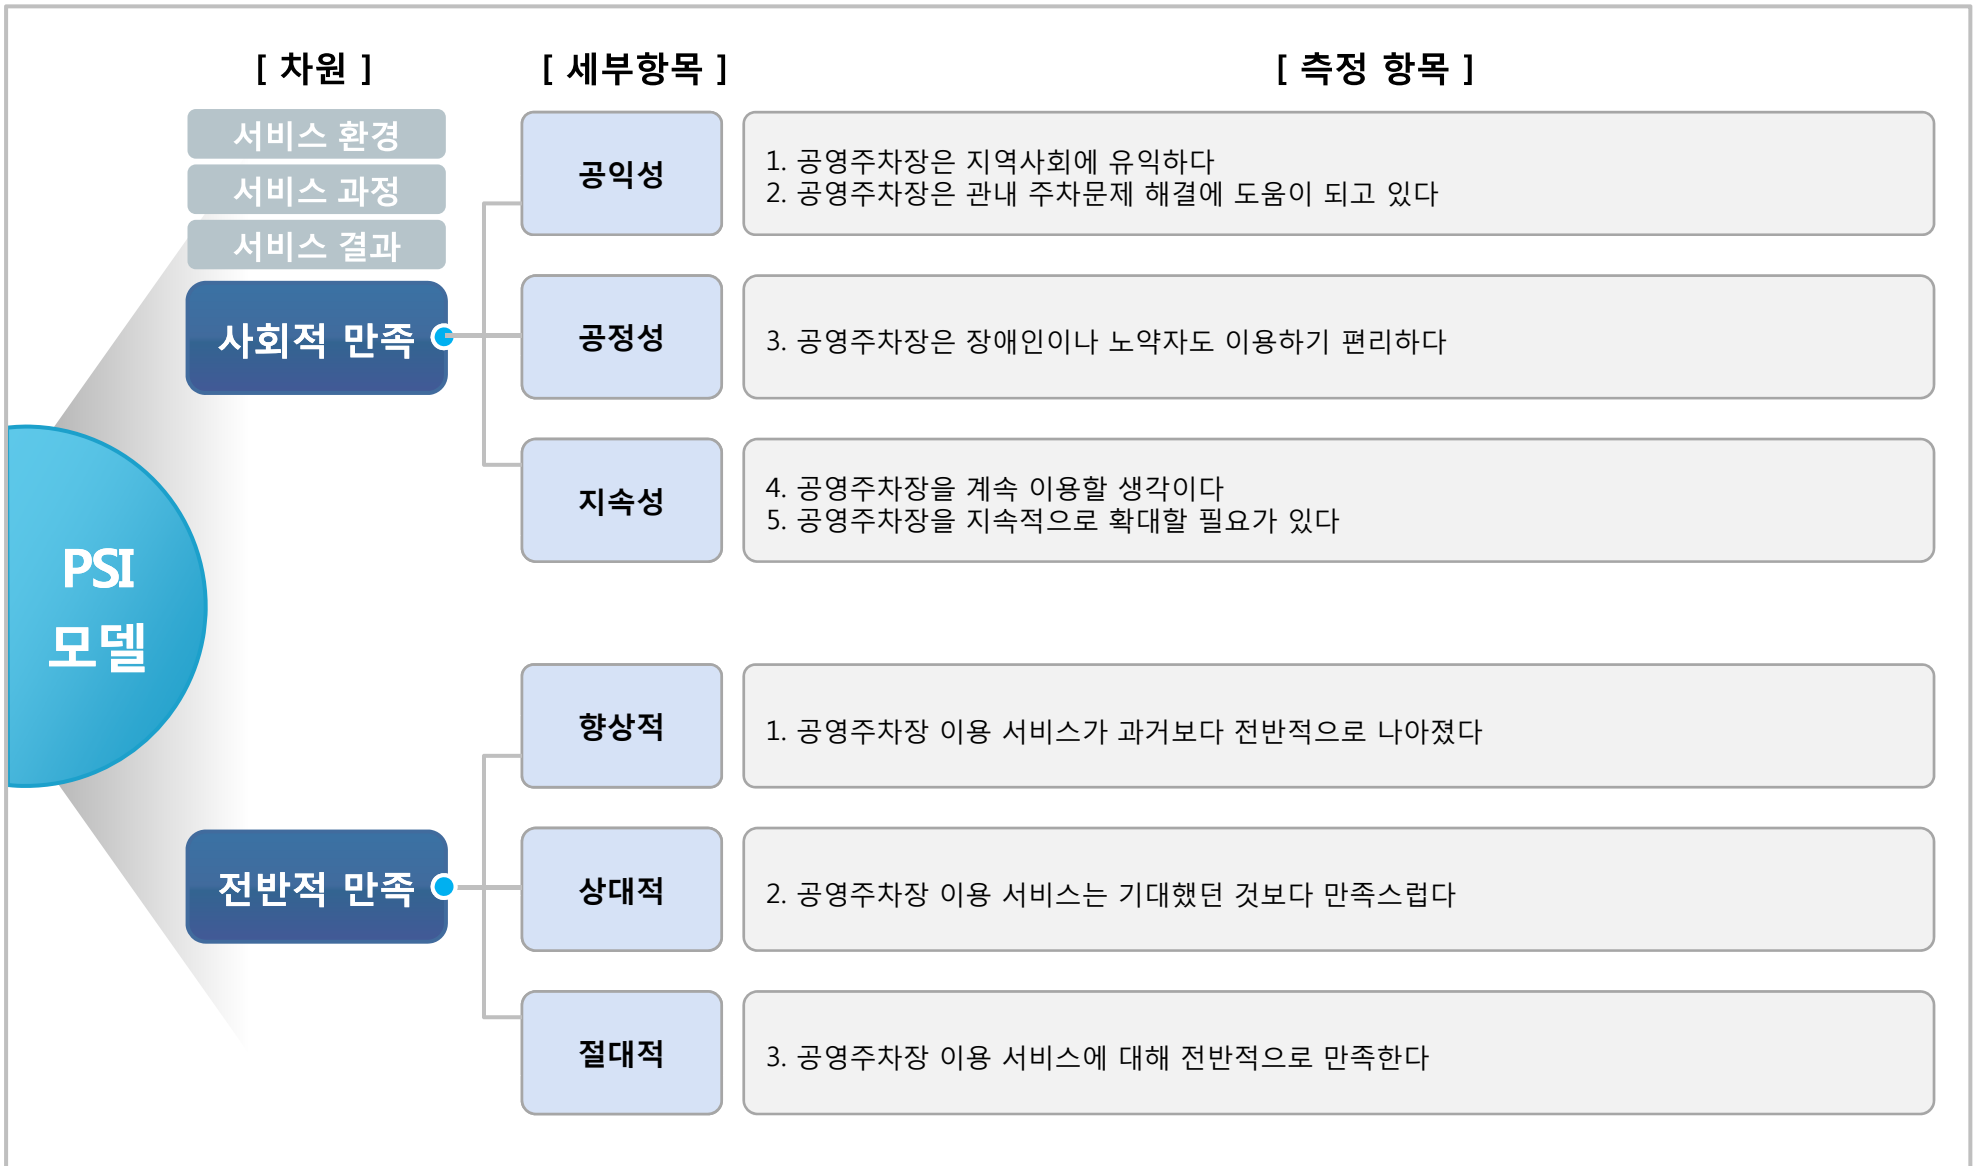 [ 차원 ]
[ 세부항목 ]
[ 측정 항목 ]
서비스 환경
서비스 과정
서비스 결과
사회적 만족
공익성
1. 공영주차장은 지역사회에 유익하다
2. 공영주차장은 관내 주차문제 해결에 도움이 되고 있다
공정성
3. 공영주차장은 장애인이나 노약자도 이용하기 편리하다
지속성
4. 공영주차장을 계속 이용할 생각이다
5. 공영주차장을 지속적으로 확대할 필요가 있다
PSI
모델
전반적 만족
향상적
1. 공영주차장 이용 서비스가 과거보다 전반적으로 나아졌다
상대적
2. 공영주차장 이용 서비스는 기대했던 것보다 만족스럽다
절대적
3. 공영주차장 이용 서비스에 대해 전반적으로 만족한다